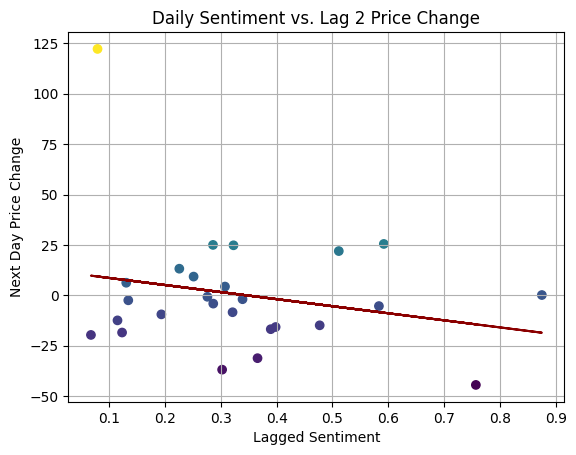 Daily Sentiment vs. Lag 2 Price Change
Next Day Price Change
125
100
75
50
25
0
−25
−50
0.1 0.2 0.3 0.4 0.5 0.6 0.7 0.8 0.9
Lagged Sentiment